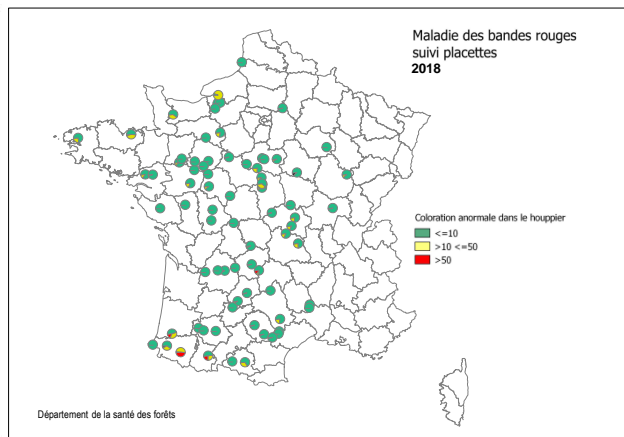 Maladie des bandes rouges
suivi placettes
2018
Coloration anormale dans le houppier
<=10
>10 <=50
>50
Département de la santé des forêts